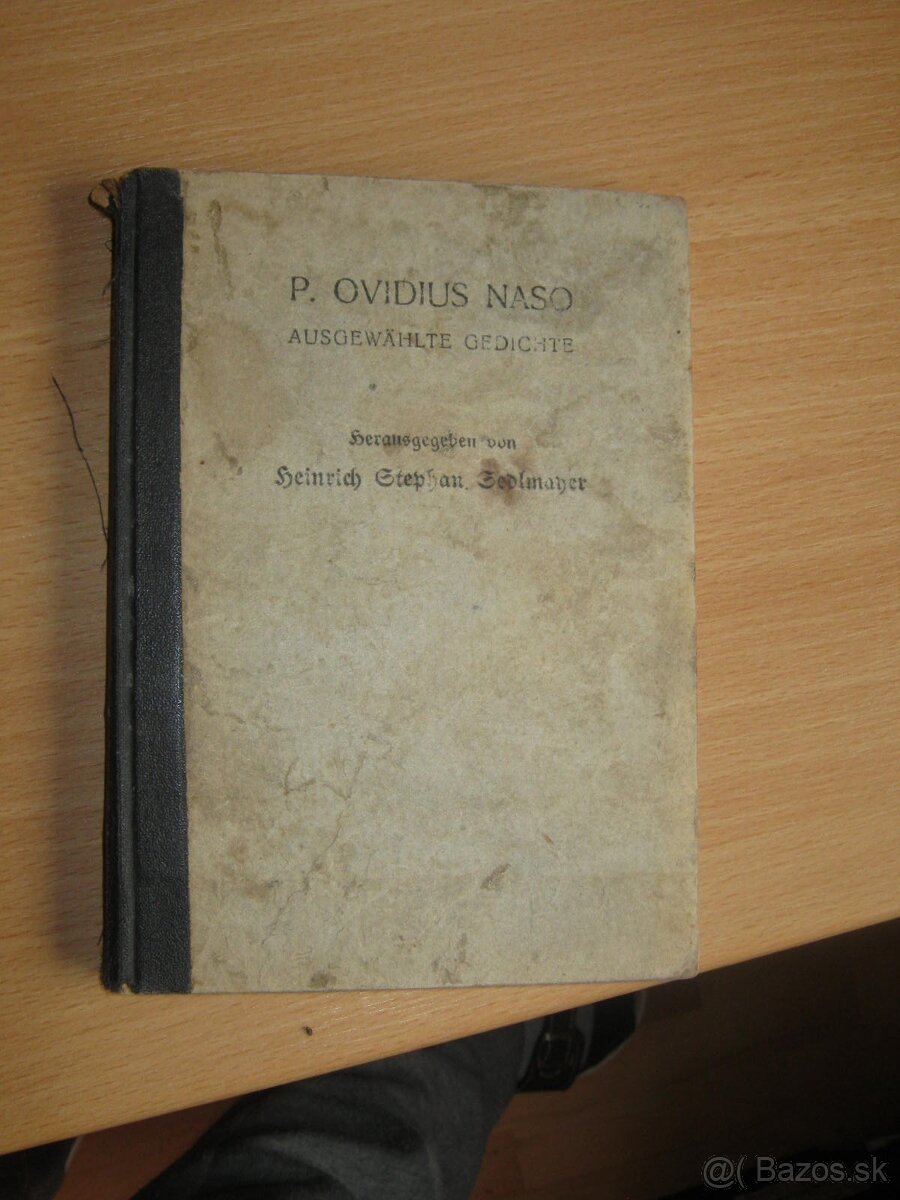 P. OVIDIUS NASO
AUSGEWÄHLTE GEDICHTE
Herausgegeben von
Heinrich Stephan Sedlmayer
@( Bazos.sk